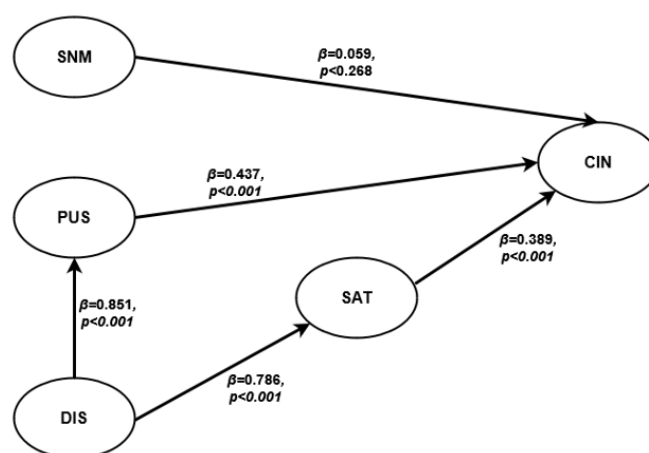 SNM
β=0.059,
p<0.268
CIN
β=0.437,
p<0.001
PUS
β=0.389,
p<0.001
SAT
β=0.851,
p<0.001
β=0.786,
p<0.001
DIS